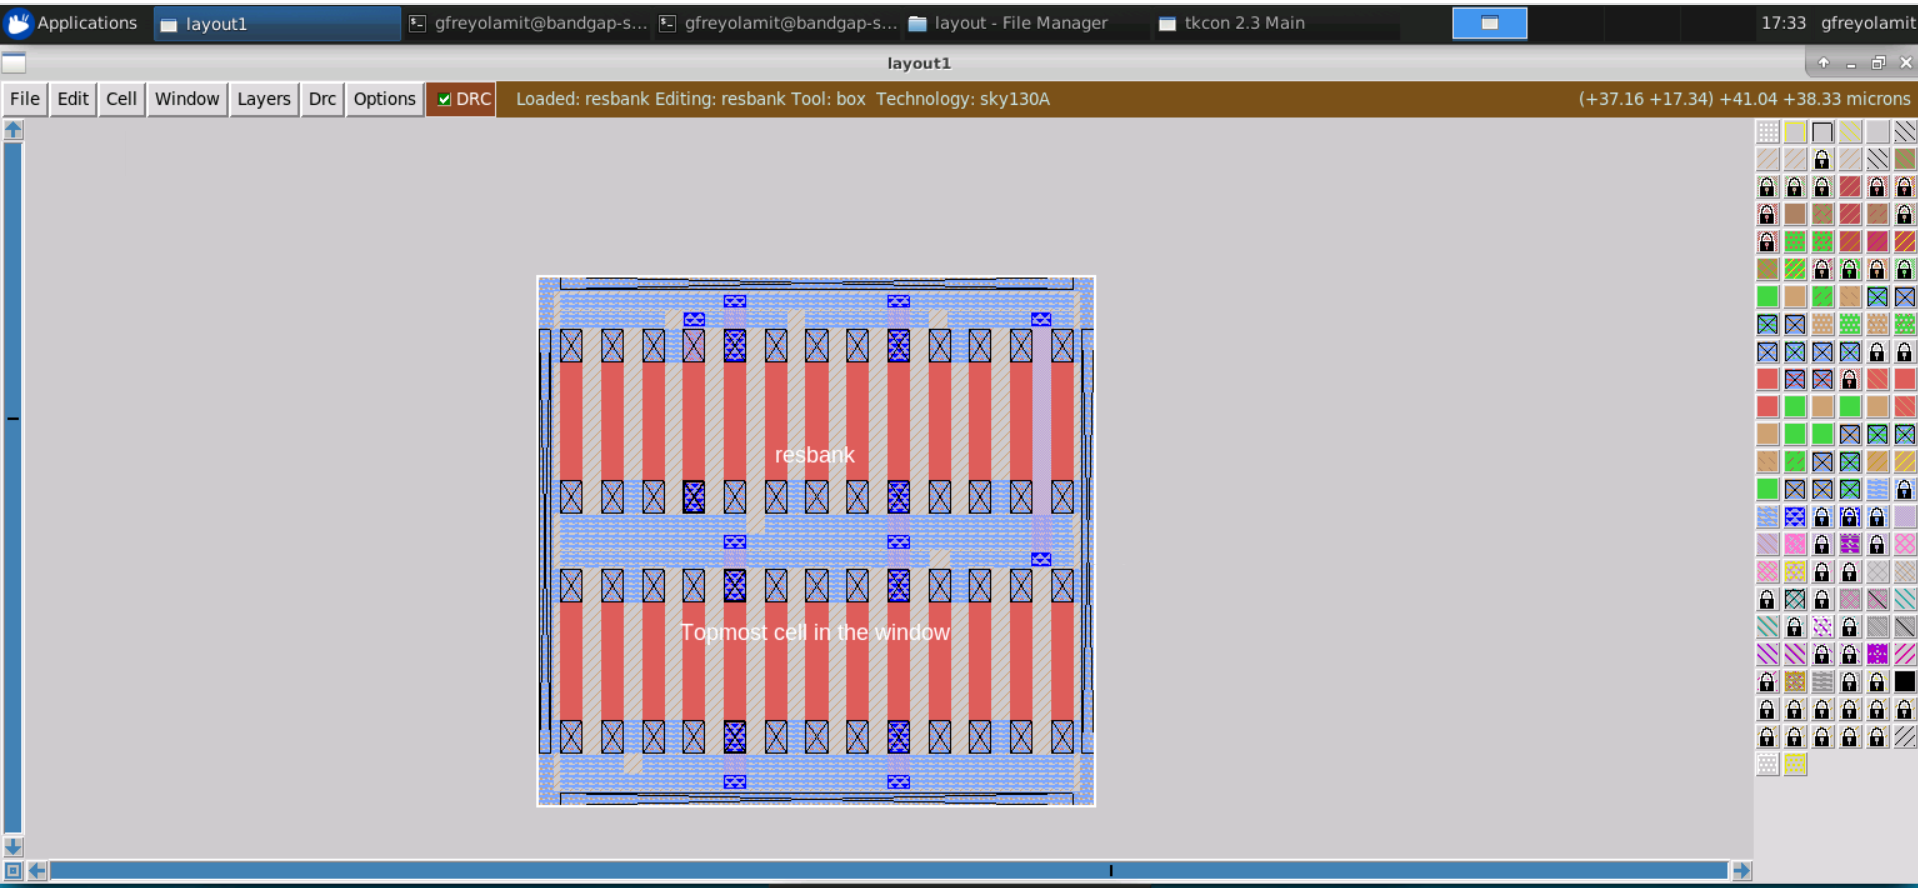 Applications layout1 gfreyolamit@bandgap-s... gfreyolamit@bandgap-s... layout - File Manager tkcon 2.3 Main 17:33 gfreyolamit
layout1
File Edit Cell Window Layers Drc Options DRC Loaded: resbank Editing: resbank Tool: box Technology: sky130A (+37.16 +17.34) +41.04 +38.33 microns
resbank
Topmost cell in the window